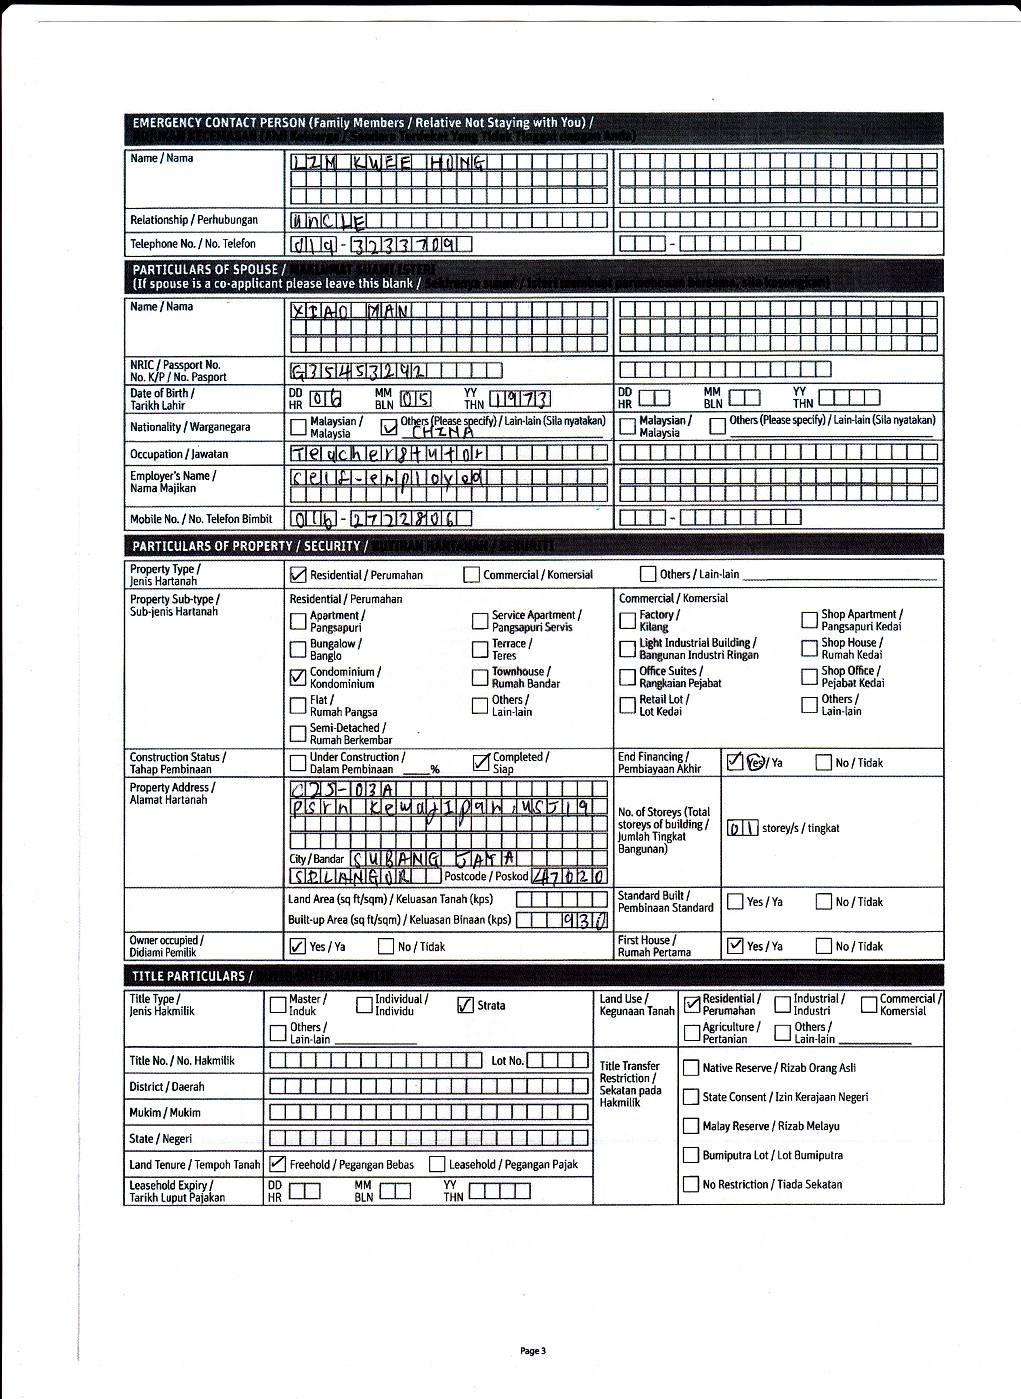 EMERGENCY CONTACT PERSON (Family Members / Relative Not Staying with You) /
RUJUKAN KECEMASAN (Ahli Keluarga / Saudara Terdekat Yang Tidak Tinggal dengan Anda)
Name / Nama LIM KWEE HONG
Relationship / Perhubungan UNCLE
Telephone No. / No. Telefon 019-3233709 -
PARTICULARS OF SPOUSE / MAKLUMAT SUAMI ISTERI
(If spouse is a co-applicant please leave this blank /
Name / Nama XIAO MAN
NRIC / Passport No.
No. K/P / No. Pasport G35453292
Date of Birth / DD 06 MM 05 YY 1973 DD MM YY
Tarikh Lahir HR BLN THN HR BLN THN
Nationality / Warganegara Malaysian / Others (Please specify) / Lain-lain (Sila nyatakan) Malaysian / Others (Please specify) / Lain-lain (Sila nyatakan)
Malaysia CHINA Malaysia
Occupation / Jawatan Teacher&tutor
Employer's Name / self-employed
Nama Majikan
Mobile No. / No. Telefon Bimbit 016-2722806 -
PARTICULARS OF PROPERTY / SECURITY / BUTIRAN HARTANAH / SEKURITI
Property Type / Residential / Perumahan Commercial / Komersial Others / Lain-lain
Jenis Hartanah
Property Sub-type / Residential / Perumahan Commercial / Komersial
Sub-jenis Hartanah
Apartment / Service Apartment / Factory / Shop Apartment /
Pangsapuri Pangsapuri Servis Kilang Pangsapuri Kedai
Bungalow / Terrace / Light Industrial Building / Shop House /
Banglo Teres Bangunan Industri Ringan Rumah Kedai
Condominium / Townhouse / Office Suites / Shop Office /
Kondominium Rumah Bandar Rangkaian Pejabat Pejabat Kedai
Flat / Others / Retail Lot / Others /
Rumah Pangsa Lain-lain Lot Kedai Lain-lain
Semi-Detached /
Rumah Berkembar
Construction Status / Under Construction / Completed / End Financing / Yes / Ya No / Tidak
Tahap Pembinaan Dalam Pembinaan % Siap Pembiayaan Akhir
Property Address / C25-03A
Alamat Hartanah psrn kewajipan, USJ 19
No. of Storeys (Total
storeys of building / 01 storey/s / tingkat
Jumlah Tingkat
Bangunan)
City / Bandar SUBANG JAYA
SELANGOR Postcode / Poskod 47020
Land Area (sq ft/sqm) / Keluasan Tanah (kps) Standard Built / Yes / Ya No / Tidak
Built-up Area (sq ft/sqm) / Keluasan Binaan (kps) 930 Pembinaan Standard
Owner occupied / Yes / Ya No / Tidak First House / Yes / Ya No / Tidak
Didiami Pemilik Rumah Pertama
TITLE PARTICULARS /
Title Type / Master / Individual / Strata Land Use / Residential / Industrial / Commercial /
Jenis Hakmilik Induk Individu Kegunaan Tanah Perumahan Industri Komersial
Others / Agriculture / Others /
Lain-lain Pertanian Lain-lain
Title No. / No. Hakmilik Lot No.
District / Daerah
Mukim / Mukim
State / Negeri
Land Tenure / Tempoh Tanah Freehold / Pegangan Bebas Leasehold / Pegangan Pajak
Leasehold Expiry / DD MM YY
Tarikh Luput Pajakan HR BLN THN
Title Transfer
Restriction /
Sekatan pada
Hakmilik
Native Reserve / Rizab Orang Asli
State Consent / Izin Kerajaan Negeri
Malay Reserve / Rizab Melayu
Bumiputra Lot / Lot Bumiputra
No Restriction / Tiada Sekatan
Page 3